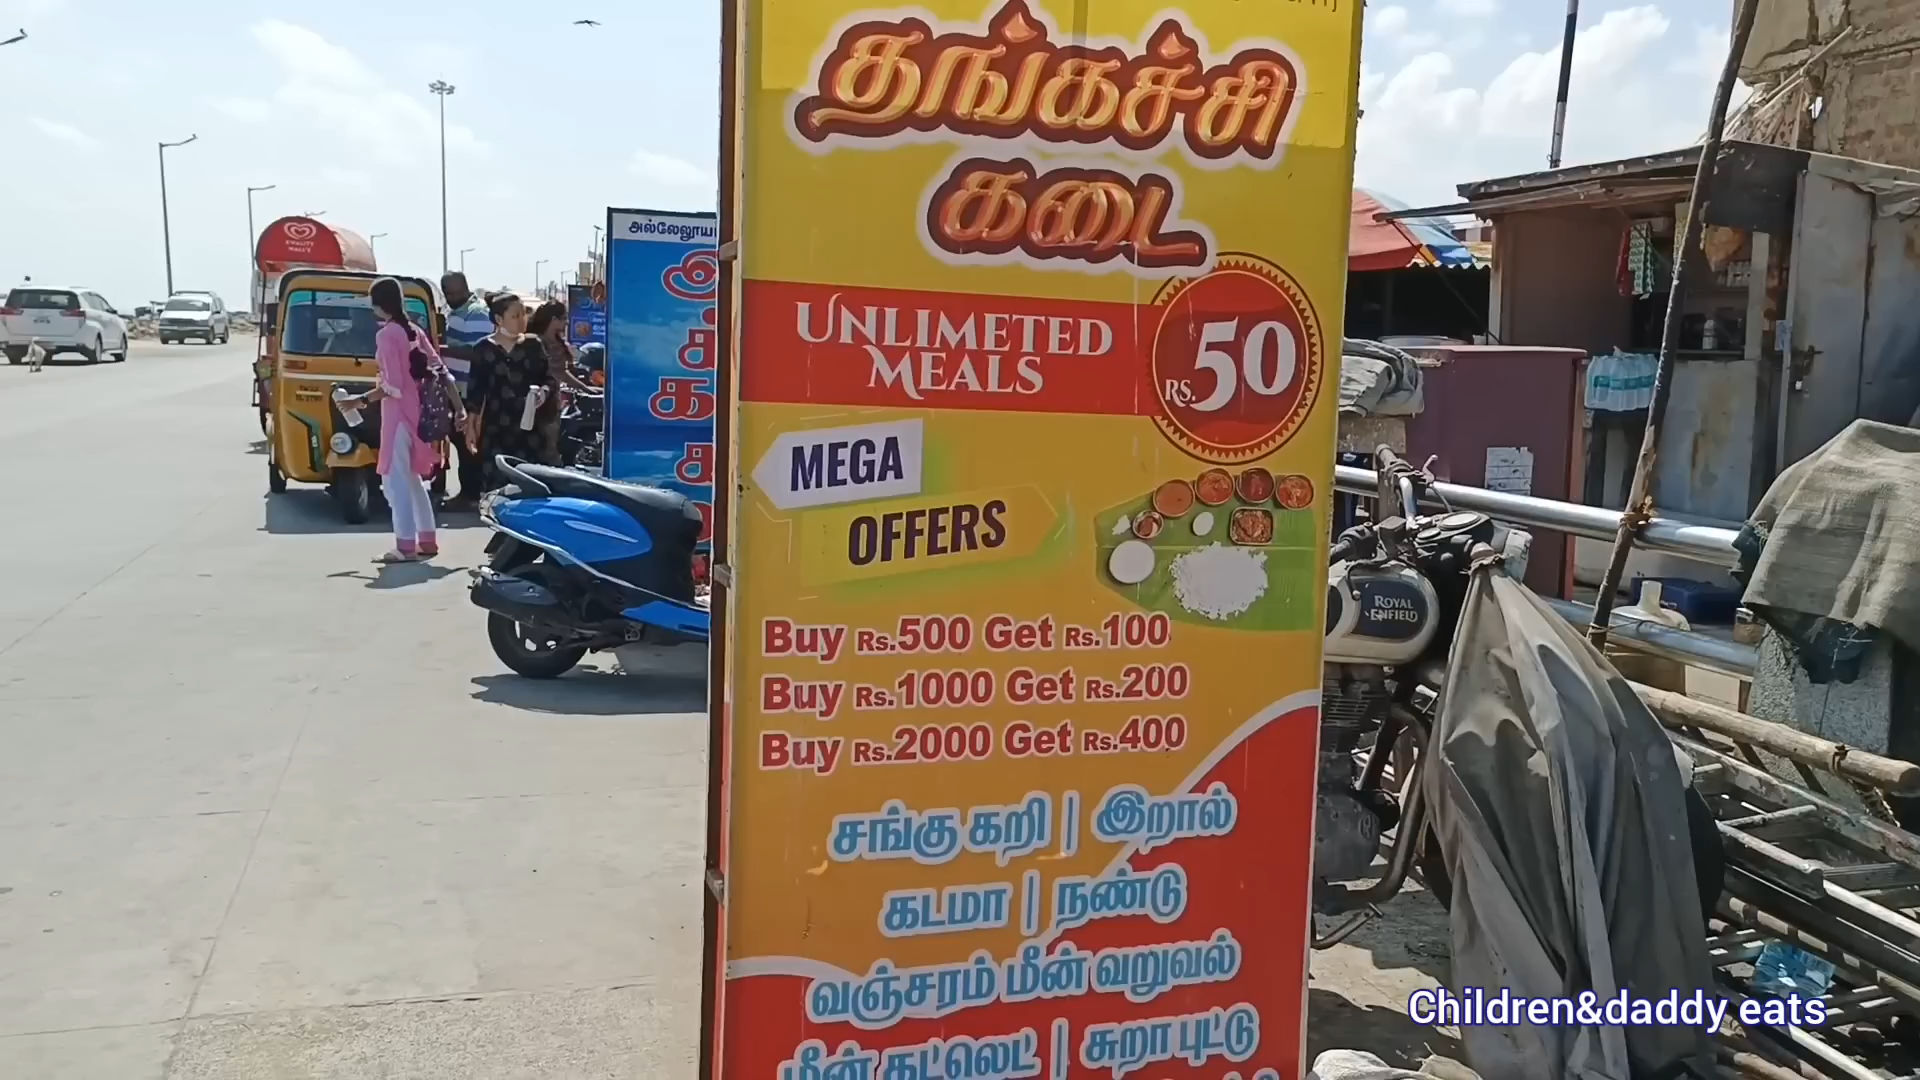 தங்கச்சி
கடை
UNLIMETED
MEALS
RS.50
MEGA
OFFERS
Buy Rs.500 Get Rs.100
Buy Rs.1000 Get Rs.200
Buy Rs.2000 Get Rs.400
சங்கு கறி | இறால்
கடமா | நண்டு
வஞ்சரம் மீன் வறுவல்
மீன் கட்லெட் | சுறா புட்டு
அல்லேலூயா
KWALITY
WALL'S
ROYAL
ENFIELD
Children&daddy eats